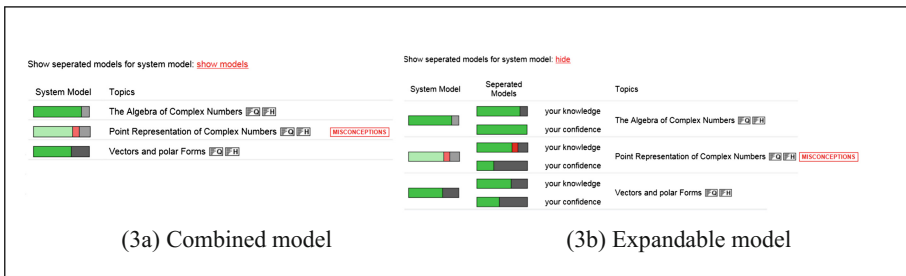 Show seperated models for system model: show models
System Model Topics
The Algebra of Complex Numbers FQ FH
Point Representation of Complex Numbers FQ FH MISCONCEPTIONS
Vectors and polar Forms FQ FH
(3a) Combined model
Show seperated models for system model: hide
System Model Seperated Models Topics
your knowledge
The Algebra of Complex Numbers FQ FH
your confidence
your knowledge
Point Representation of Complex Numbers FQ FH MISCONCEPTIONS
your confidence
your knowledge
Vectors and polar Forms FQ FH
your confidence
(3b) Expandable model